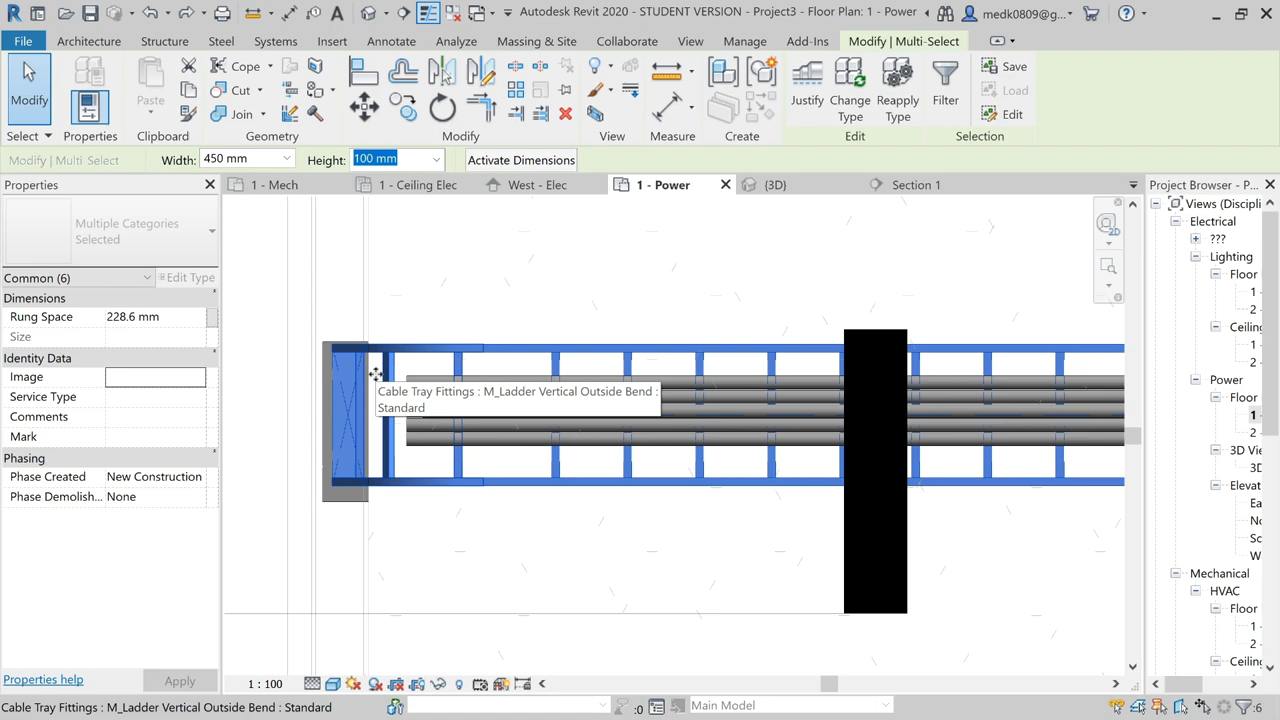 Autodesk Revit 2020 - STUDENT VERSION - Project3 - Floor Plan: 1 - Power
medk0809@g...
File Architecture Structure Steel Systems Insert Annotate Analyze Massing & Site Collaborate View Manage Add-Ins Modify | Multi-Select
Modify
Select
Properties
Paste
Clipboard
Cope
Cut
Join
Geometry
Modify
View
Measure
Create
Justify
Change Type
Reapply Type
Edit
Filter
Save
Load
Edit
Selection
Modify | Multi Select Width: 450 mm Height: 100 mm Activate Dimensions
Properties
Multiple Categories
Selected
Common (6) Edit Type
Dimensions
Rung Space 228.6 mm
Size
Identity Data
Image
Service Type
Comments
Mark
Phasing
Phase Created New Construction
Phase Demolish... None
Properties help Apply
1 - Mech 1 - Ceiling Elec West - Elec 1 - Power {3D} Section 1
2D
Cable Tray Fittings : M_Ladder Vertical Outside Bend :
Standard
1 : 100
Project Browser - P...
Views (Discipli
Electrical
???
Lighting
Floor
1
2
Ceiling
1
2
Power
Floor
1
2
3D Vie
3D
Elevat
Ea
No
So
W
Mechanical
HVAC
Floor
1
2
Ceiling
Cable Tray Fittings : M_Ladder Vertical Outside Bend : Standard :0 Main Model :6